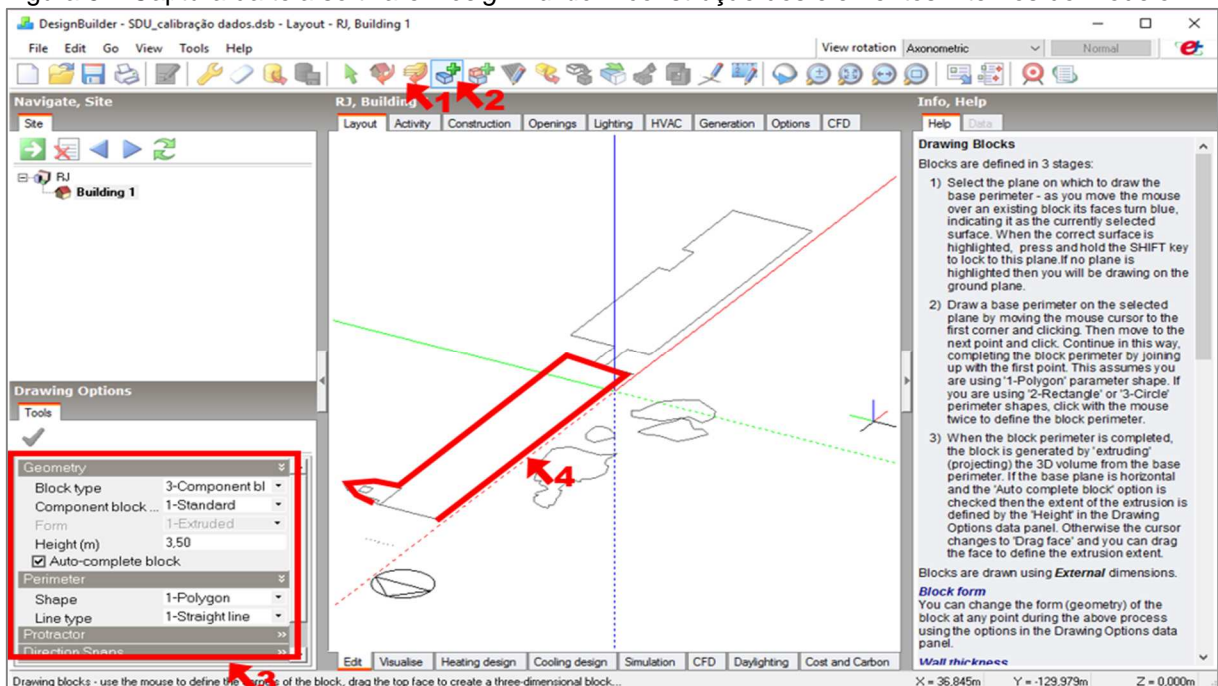 DesignBuilder - SDU_calibração dados.dsb - Layout - RJ, Building 1
File Edit Go View Tools Help
View rotation Axonometric Normal
Navigate, Site
Site
RJ
Building 1
RJ, Building
Layout Activity Construction Openings Lighting HVAC Generation Options CFD
1
2
4
Edit Visualise Heating design Cooling design Simulation CFD Daylighting Cost and Carbon
Drawing Options
Tools
Geometry
Block type 3-Component bl
Component block ... 1-Standard
Form 1-Extruded
Height (m) 3,50
Auto-complete block
Perimeter
Shape 1-Polygon
Line type 1-Straight line
Protractor
Direction Snaps
3
Info, Help
Help Data
Drawing Blocks
Blocks are defined in 3 stages:
1) Select the plane on which to draw the
base perimeter - as you move the mouse
over an existing block its faces turn blue,
indicating it as the currently selected
surface. When the correct surface is
highlighted, press and hold the SHIFT key
to lock to this plane.If no plane is
highlighted then you will be drawing on the
ground plane.
2) Draw a base perimeter on the selected
plane by moving the mouse cursor to the
first corner and clicking. Then move to the
next point and click. Continue in this way,
completing the block perimeter by joining
up with the first point. This assumes you
are using '1-Polygon' parameter shape. If
you are using '2-Rectangle' or '3-Circle'
perimeter shapes, click with the mouse
twice to define the block perimeter.
3) When the block perimeter is completed,
the block is generated by 'extruding'
(projecting) the 3D volume from the base
perimeter. If the base plane is horizontal
and the 'Auto complete block' option is
checked then the extent of the extrusion is
defined by the 'Height' in the Drawing
Options data panel. Otherwise the cursor
changes to 'Drag face' and you can drag
the face to define the extrusion extent.
Blocks are drawn using External dimensions.
Block form
You can change the form (geometry) of the
block at any point during the above process
using the options in the Drawing Options data
panel.
Wall thickness
Drawing blocks - use the mouse to define the corners of the block, drag the top face to create a three-dimensional block...
X = 36.845m Y = -129.979m Z = 0.000m